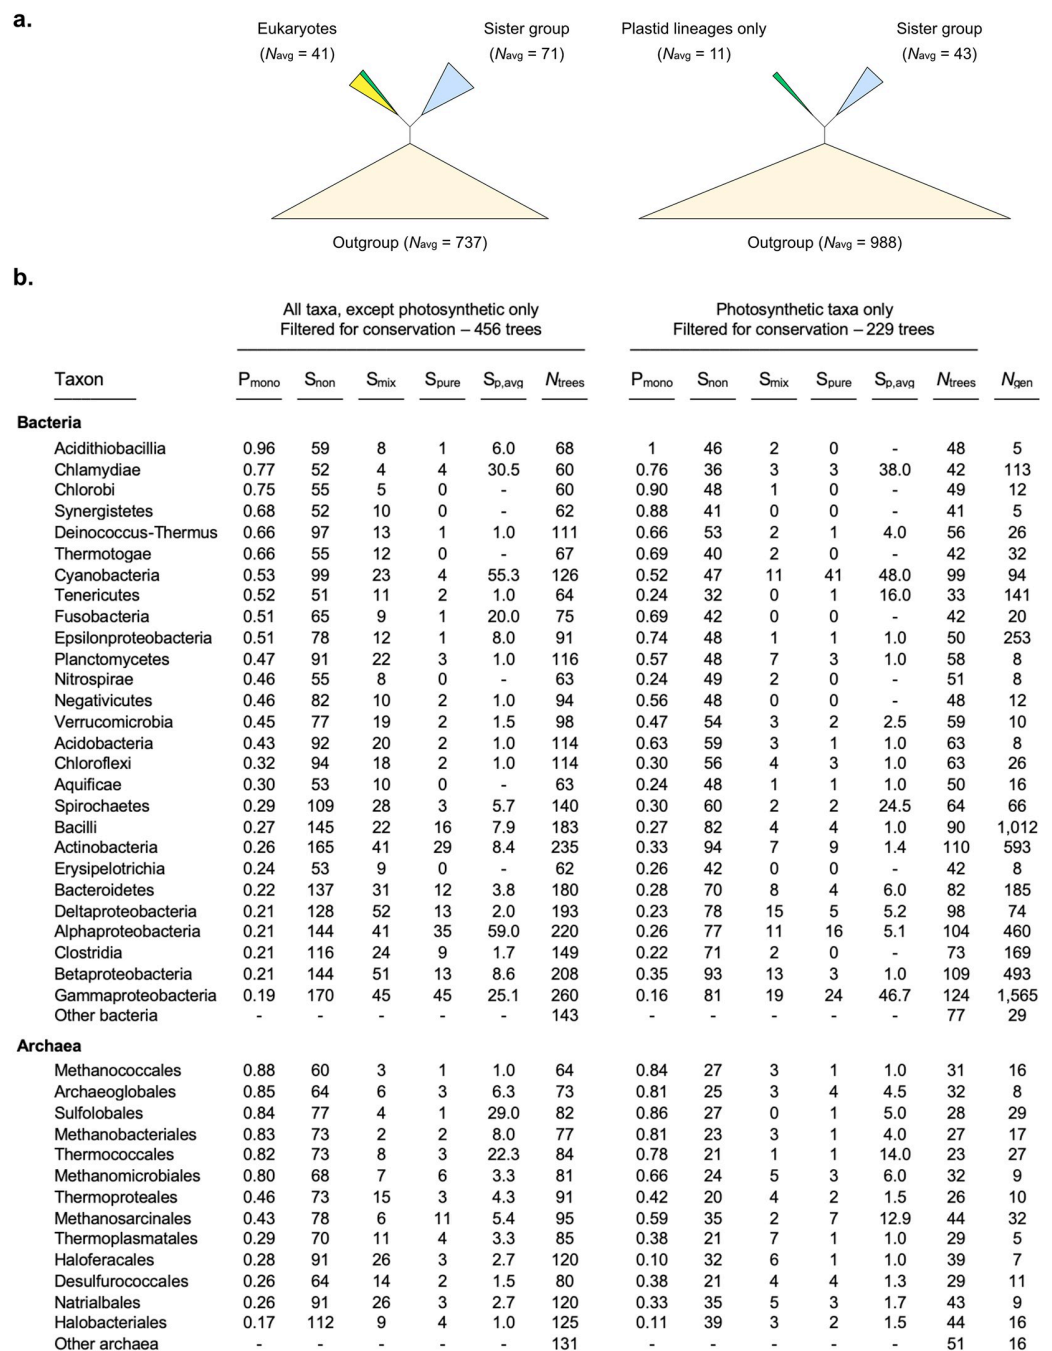 a.
Eukaryotes Sister group Plastid lineages only Sister group
(Navg = 41) (Navg = 71) (Navg = 11) (Navg = 43)
Outgroup (Navg = 737) Outgroup (Navg = 988)
b.
All taxa, except photosynthetic only Photosynthetic taxa only
Filtered for conservation – 456 trees Filtered for conservation – 229 trees
Taxon Pmono Snon Smix Spure Sp,avg Ntrees Pmono Snon Smix Spure Sp,avg Ntrees Ngen
Bacteria
Acidithiobacillia 0.96 59 8 1 6.0 68 1 46 2 0 - 48 5
Chlamydiae 0.77 52 4 4 30.5 60 0.76 36 3 3 38.0 42 113
Chlorobi 0.75 55 5 0 - 60 0.90 48 1 0 - 49 12
Synergistetes 0.68 52 10 0 - 62 0.88 41 0 0 - 41 5
Deinococcus-Thermus 0.66 97 13 1 1.0 111 0.66 53 2 1 4.0 56 26
Thermotogae 0.66 55 12 0 - 67 0.69 40 2 0 - 42 32
Cyanobacteria 0.53 99 23 4 55.3 126 0.52 47 11 41 48.0 99 94
Tenericutes 0.52 51 11 2 1.0 64 0.24 32 0 1 16.0 33 141
Fusobacteria 0.51 65 9 1 20.0 75 0.69 42 0 0 - 42 20
Epsilonproteobacteria 0.51 78 12 1 8.0 91 0.74 48 1 1 1.0 50 253
Planctomycetes 0.47 91 22 3 1.0 116 0.57 48 7 3 1.0 58 8
Nitrospirae 0.46 55 8 0 - 63 0.24 49 2 0 - 51 8
Negativicutes 0.46 82 10 2 1.0 94 0.56 48 0 0 - 48 12
Verrucomicrobia 0.45 77 19 2 1.5 98 0.47 54 3 2 2.5 59 10
Acidobacteria 0.43 92 20 2 1.0 114 0.63 59 3 1 1.0 63 8
Chloroflexi 0.32 94 18 2 1.0 114 0.30 56 4 3 1.0 63 26
Aquificae 0.30 53 10 0 - 63 0.24 48 1 1 1.0 50 16
Spirochaetes 0.29 109 28 3 5.7 140 0.30 60 2 2 24.5 64 66
Bacilli 0.27 145 22 16 7.9 183 0.27 82 4 4 1.0 90 1,012
Actinobacteria 0.26 165 41 29 8.4 235 0.33 94 7 9 1.4 110 593
Erysipelotrichia 0.24 53 9 0 - 62 0.26 42 0 0 - 42 8
Bacteroidetes 0.22 137 31 12 3.8 180 0.28 70 8 4 6.0 82 185
Deltaproteobacteria 0.21 128 52 13 2.0 193 0.23 78 15 5 5.2 98 74
Alphaproteobacteria 0.21 144 41 35 59.0 220 0.26 77 11 16 5.1 104 460
Clostridia 0.21 116 24 9 1.7 149 0.22 71 2 0 - 73 169
Betaproteobacteria 0.21 144 51 13 8.6 208 0.35 93 13 3 1.0 109 493
Gammaproteobacteria 0.19 170 45 45 25.1 260 0.16 81 19 24 46.7 124 1,565
Other bacteria - - - - - 143 - - - - - 77 29
Archaea
Methanococcales 0.88 60 3 1 1.0 64 0.84 27 3 1 1.0 31 16
Archaeoglobales 0.85 64 6 3 6.3 73 0.81 25 3 4 4.5 32 8
Sulfolobales 0.84 77 4 1 29.0 82 0.86 27 0 1 5.0 28 29
Methanobacteriales 0.83 73 2 2 8.0 77 0.81 23 3 1 4.0 27 17
Thermococcales 0.82 73 8 3 22.3 84 0.78 21 1 1 14.0 23 27
Methanomicrobiales 0.80 68 7 6 3.3 81 0.66 24 5 3 6.0 32 9
Thermoproteales 0.46 73 15 3 4.3 91 0.42 20 4 2 1.5 26 10
Methanosarcinales 0.43 78 6 11 5.4 95 0.59 35 2 7 12.9 44 32
Thermoplasmatales 0.29 70 11 4 3.3 85 0.38 21 7 1 1.0 29 5
Haloferacales 0.28 91 26 3 2.7 120 0.10 32 6 1 1.0 39 7
Desulfurococcales 0.26 64 14 2 1.5 80 0.38 21 4 4 1.3 29 11
Natrialbales 0.26 91 26 3 2.7 120 0.33 35 5 3 1.7 43 9
Halobacteriales 0.17 112 9 4 1.0 125 0.11 39 3 2 1.5 44 16
Other archaea - - - - - 131 - - - - - 51 16